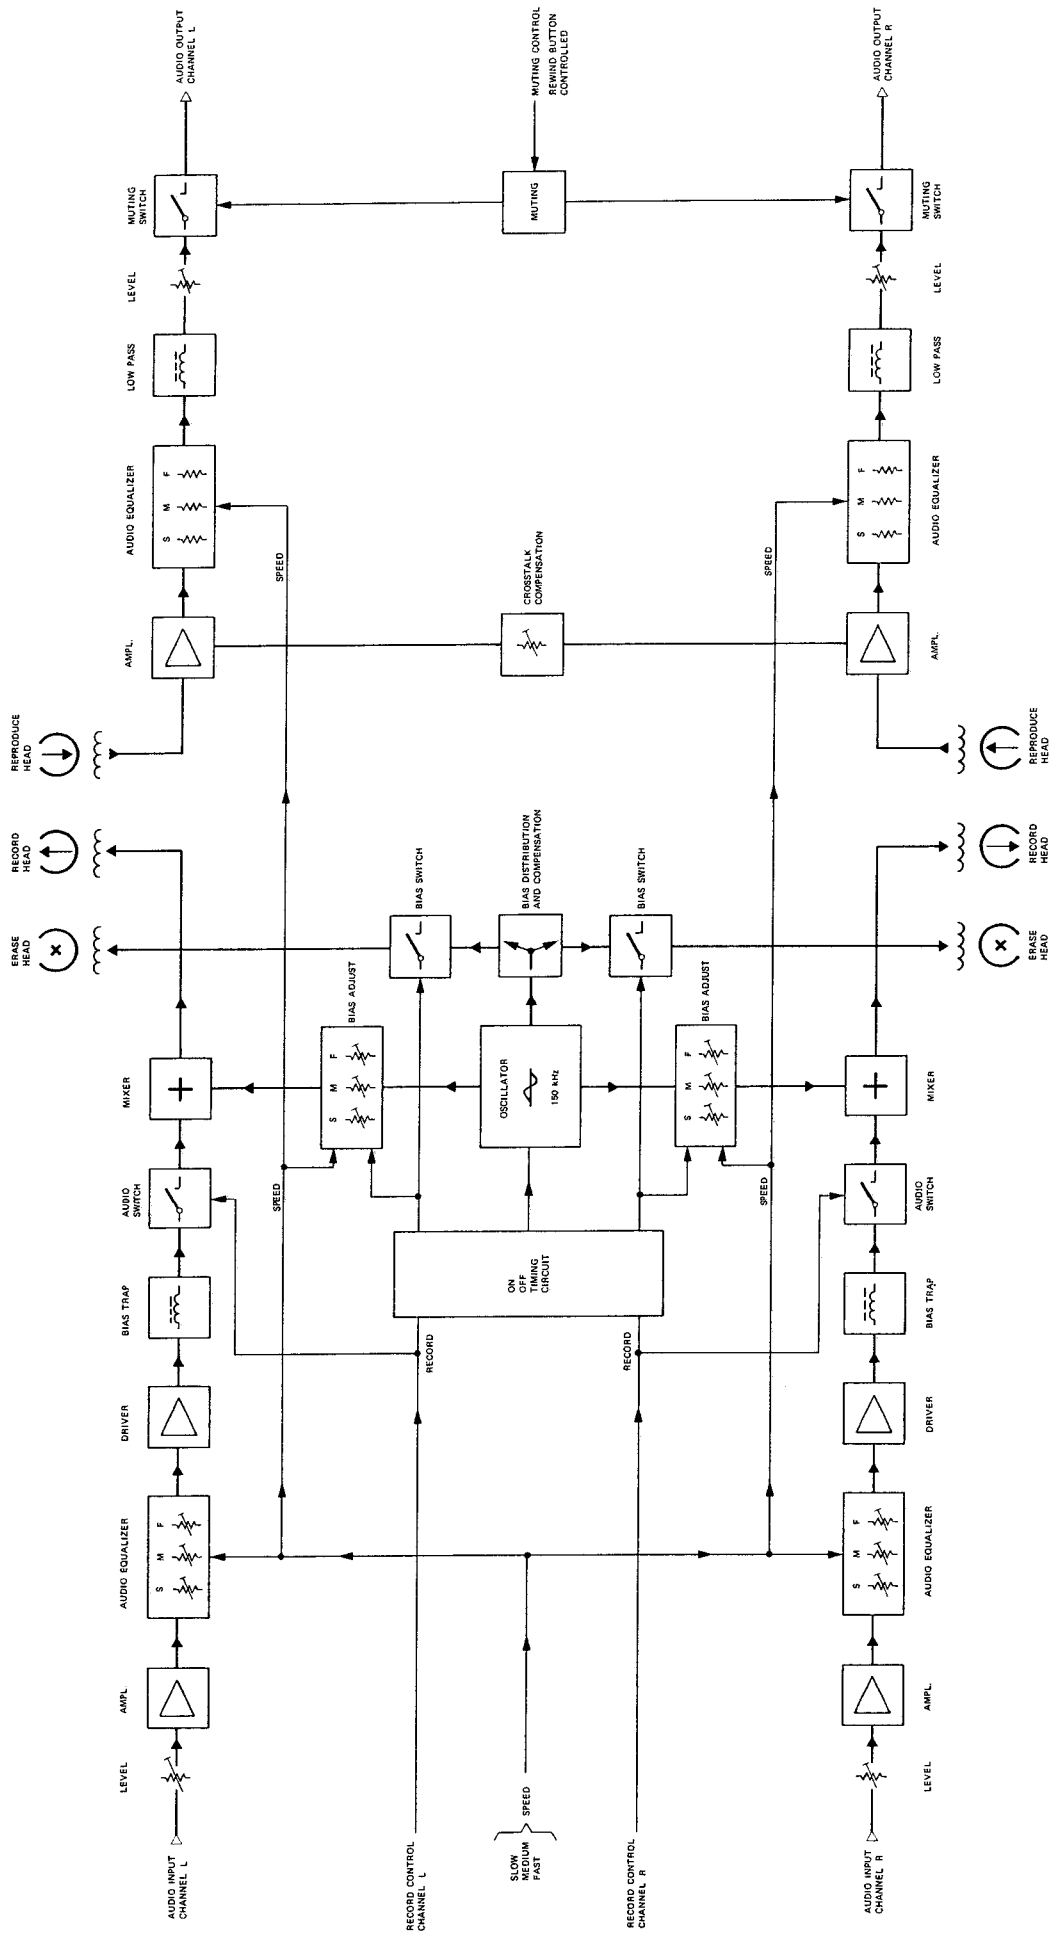 ERASE
HEAD
RECORD
HEAD
REPRODUCE
HEAD
LEVEL
AMPL.
AUDIO EQUALIZER
DRIVER
BIAS TRAP
AUDIO
SWITCH
MIXER
AMPL.
AUDIO EQUALIZER
LOW PASS
LEVEL
MUTING
SWITCH
AUDIO INPUT
CHANNEL L
S M F
S M F
AUDIO OUTPUT
CHANNEL L
SPEED
SPEED
BIAS ADJUST
S M F
BIAS SWITCH
RECORD CONTROL
CHANNEL L
RECORD
SLOW
MEDIUM
FAST
SPEED
ON
OFF
TIMING
CIRCUIT
OSCILLATOR
150 kHz
BIAS DISTRIBUTION
AND COMPENSATION
CROSSTALK
COMPENSATION
MUTING
MUTING CONTROL
REWIND BUTTON
CONTROLLED
RECORD CONTROL
CHANNEL R
RECORD
BIAS SWITCH
BIAS ADJUST
S M F
SPEED
SPEED
AUDIO INPUT
CHANNEL R
S M F
S M F
AUDIO OUTPUT
CHANNEL R
LEVEL
AMPL.
AUDIO EQUALIZER
DRIVER
BIAS TRAP
AUDIO
SWITCH
MIXER
AMPL.
AUDIO EQUALIZER
LOW PASS
LEVEL
MUTING
SWITCH
ERASE
HEAD
RECORD
HEAD
REPRODUCE
HEAD